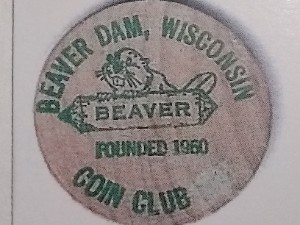 BEAVER DAM, WISCONSIN
BEAVER
FOUNDED 1960
COIN CLUB